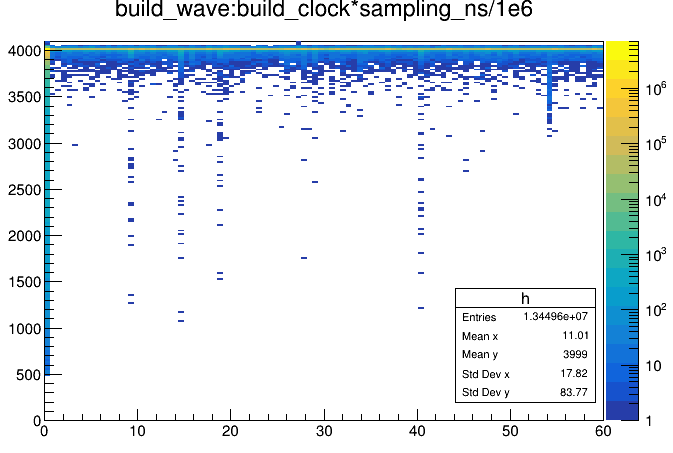 build_wave:build_clock*sampling_ns/1e6
4000
3500
3000
2500
2000
1500
1000
500
0
0 10 20 30 40 50 60
10⁶
10⁵
10⁴
10³
10²
10
1
h
Entries 1.34496e+07
Mean x 11.01
Mean y 3999
Std Dev x 17.82
Std Dev y 83.77